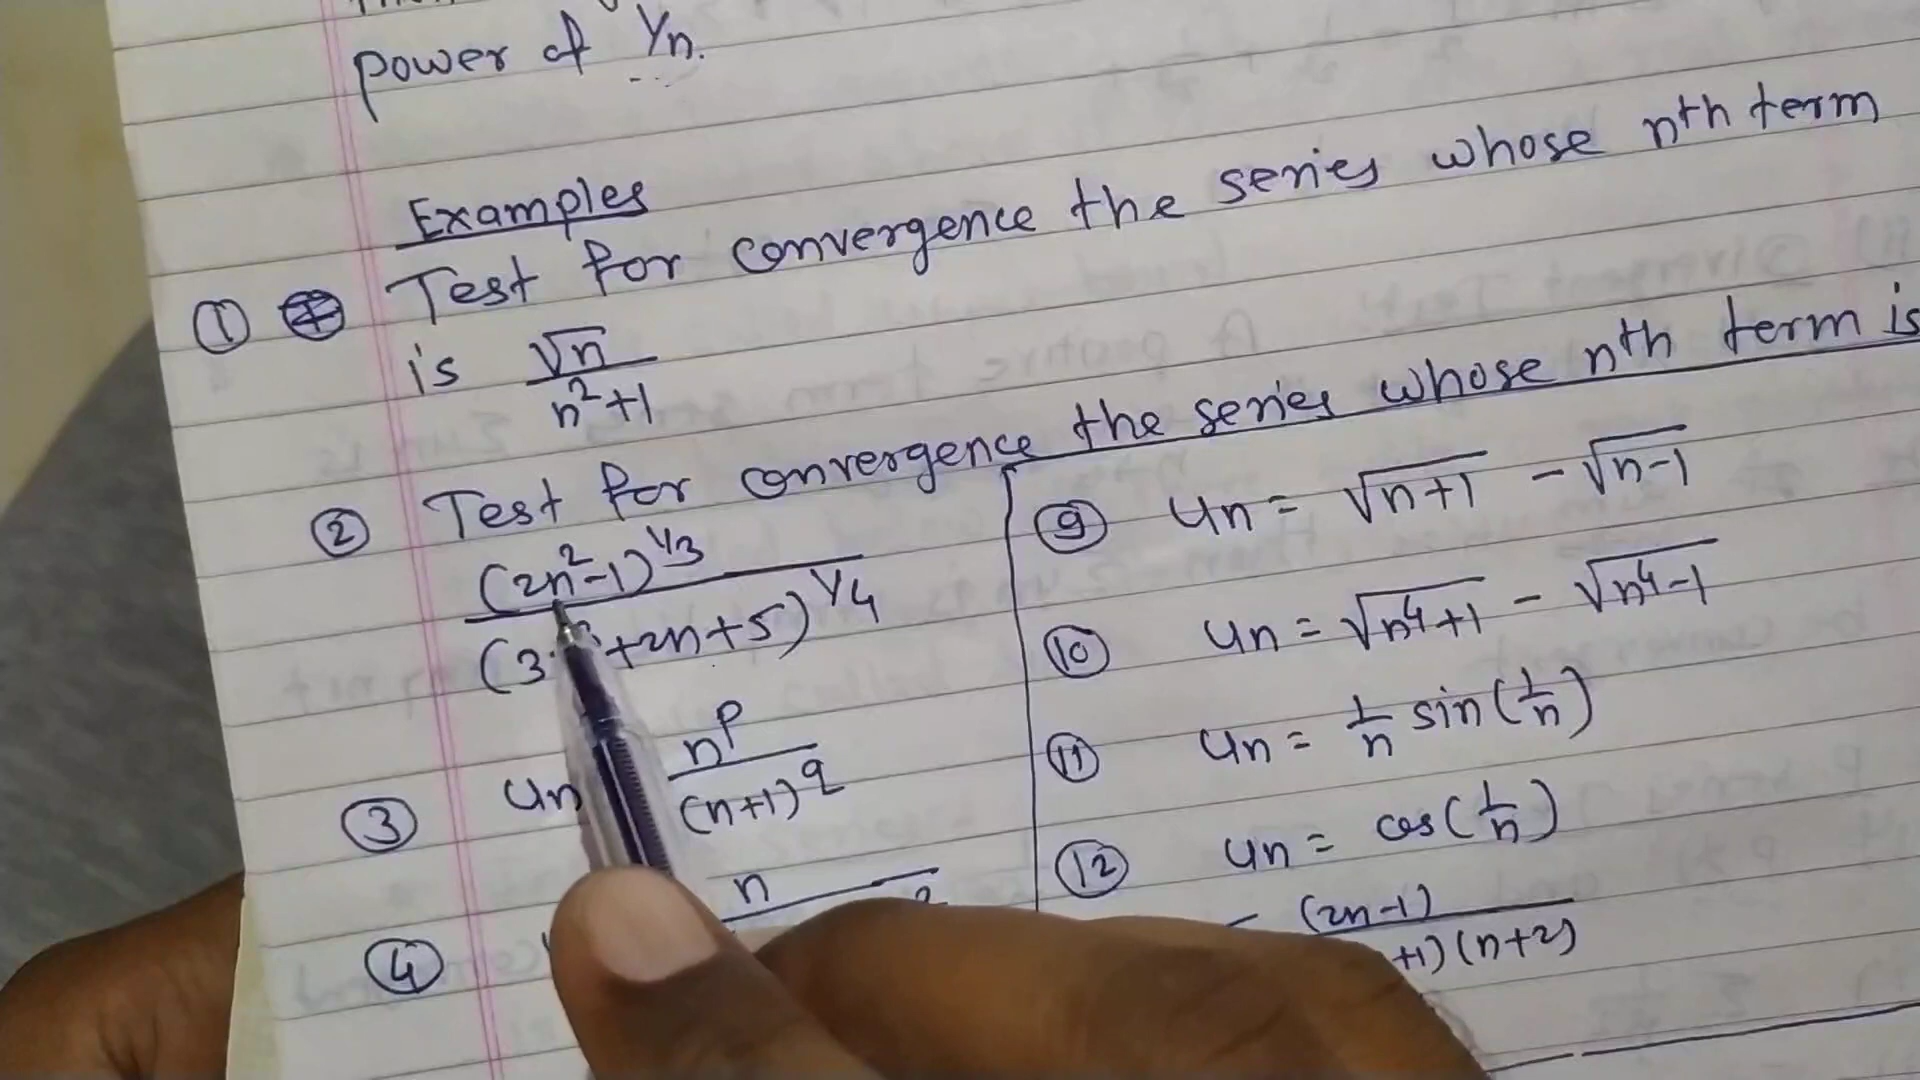 power of 1/n.
Examples
① Test for convergence the series whose nth term
is √n / n²+1
② Test for convergence the series whose nth term is
(2n²-1)^1/3
(3 +2n+5)^1/4
③ un n^p / (n+1)^q
④ n
⑨ un = √n+1 - √n-1
⑩ un = √n⁴+1 - √n⁴-1
⑪ un = 1/n sin(1/n)
⑫ un = cos(1/n)
(2n-1)
+1)(n+2)